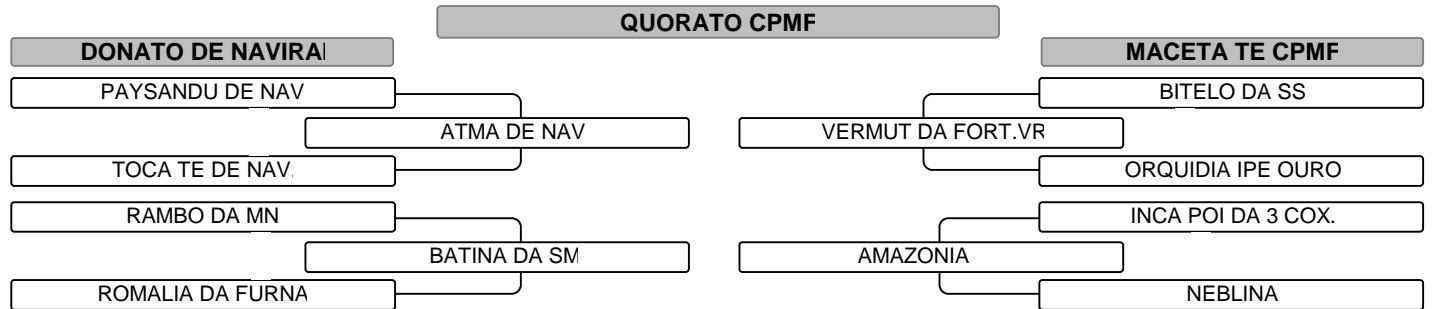 QUORATO CPMF
DONATO DE NAVIRAI
MACETA TE CPMF
PAYSANDU DE NAV
BITELO DA SS
ATMA DE NAV
VERMUT DA FORT.VR
TOCA TE DE NAV.
ORQUIDIA IPE OURO
RAMBO DA MN
INCA POI DA 3 COX.
BATINA DA SM
AMAZONIA
ROMALIA DA FURNA
NEBLINA